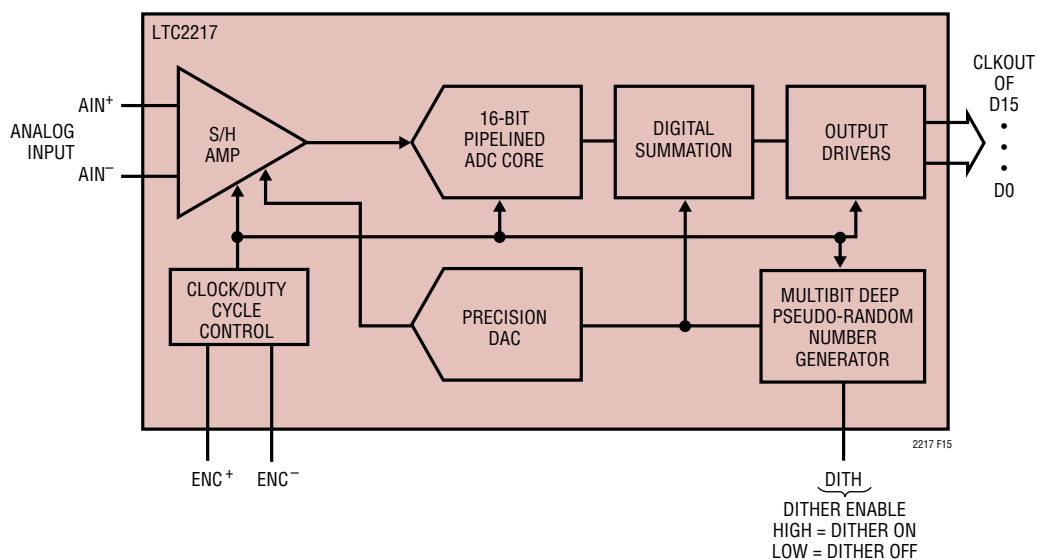 LTC2217
AIN+
ANALOG
INPUT
AIN−
S/H
AMP
16-BIT
PIPELINED
ADC CORE
DIGITAL
SUMMATION
OUTPUT
DRIVERS
CLKOUT
OF
D15
•
•
•
D0
CLOCK/DUTY
CYCLE
CONTROL
PRECISION
DAC
MULTIBIT DEEP
PSEUDO-RANDOM
NUMBER
GENERATOR
2217 F15
ENC+
ENC−
DITH
DITHER ENABLE
HIGH = DITHER ON
LOW = DITHER OFF